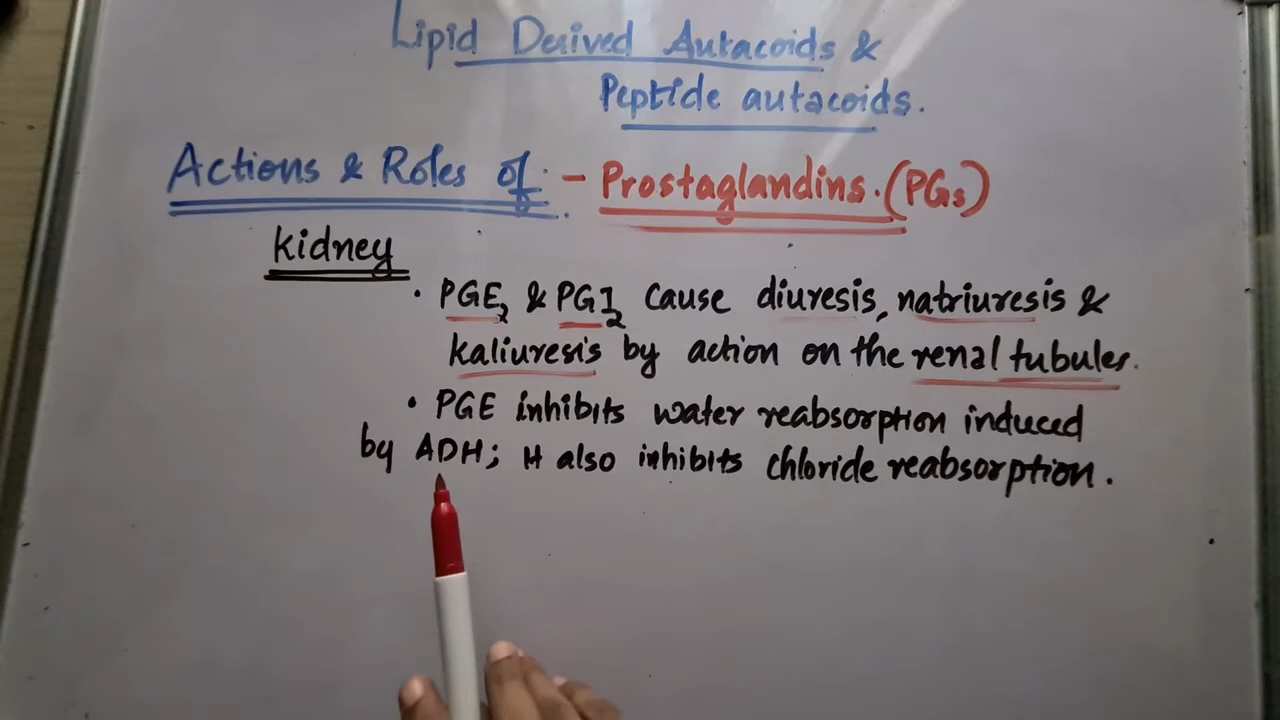 Lipid Derived Autacoids &
Peptide autacoids.
Actions & Roles of - Prostaglandins. (PGs)
Kidney
· PGE₂ & PGI₂ cause diuresis, natriuresis &
kaliuresis by action on the renal tubules.
· PGE inhibits water reabsorption induced
by ADH; It also inhibits chloride reabsorption.